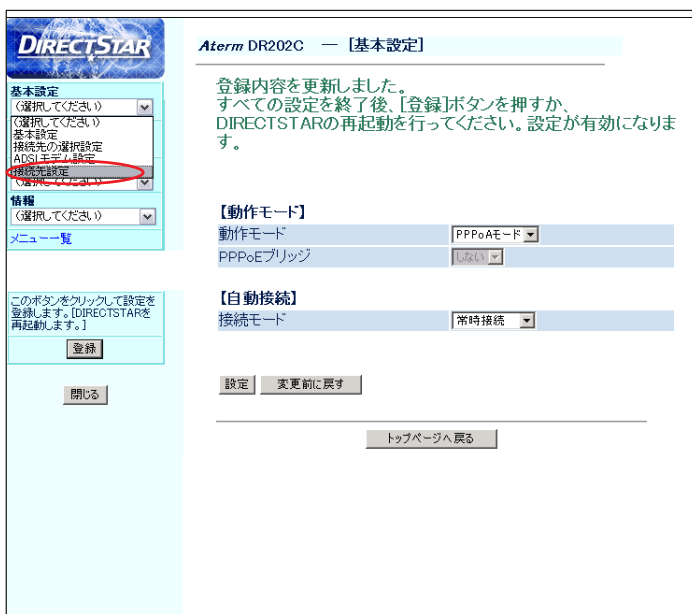 DIRECTSTAR
Aterm DR202C ― [基本設定]
基本設定
(選択してください)
(選択してください)
基本設定
接続先の選択設定
ADSLモデム設定
接続先設定
(選択してください)
情報
(選択してください)
メニュー一覧
このボタンをクリックして設定を
登録します。[DIRECTSTARを
再起動します。]
登録
閉じる
登録内容を更新しました。
すべての設定を終了後、[登録]ボタンを押すか、
DIRECTSTARの再起動を行ってください。設定が有効になりま
す。
【動作モード】
動作モード PPPoAモード
PPPoEブリッジ しない
【自動接続】
接続モード 常時接続
設定 変更前に戻す
トップページへ戻る